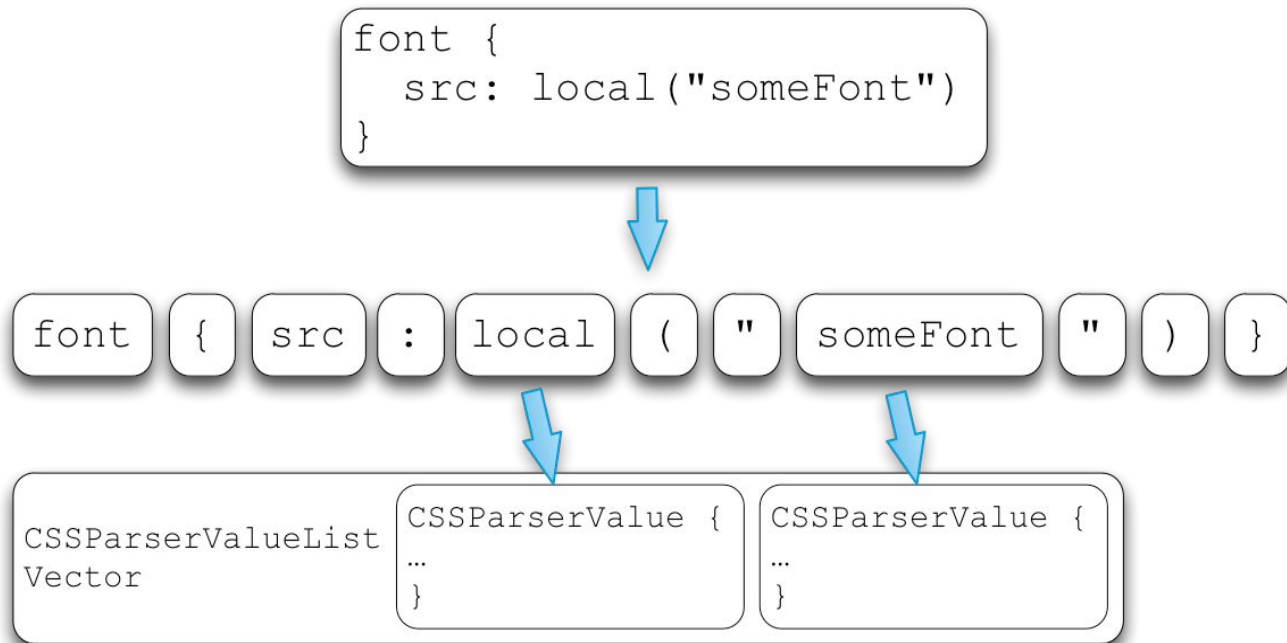 font {
  src: local("someFont")
}
font { src : local ( " someFont " ) }
CSSParserValueList
Vector
CSSParserValue {
…
}
CSSParserValue {
…
}